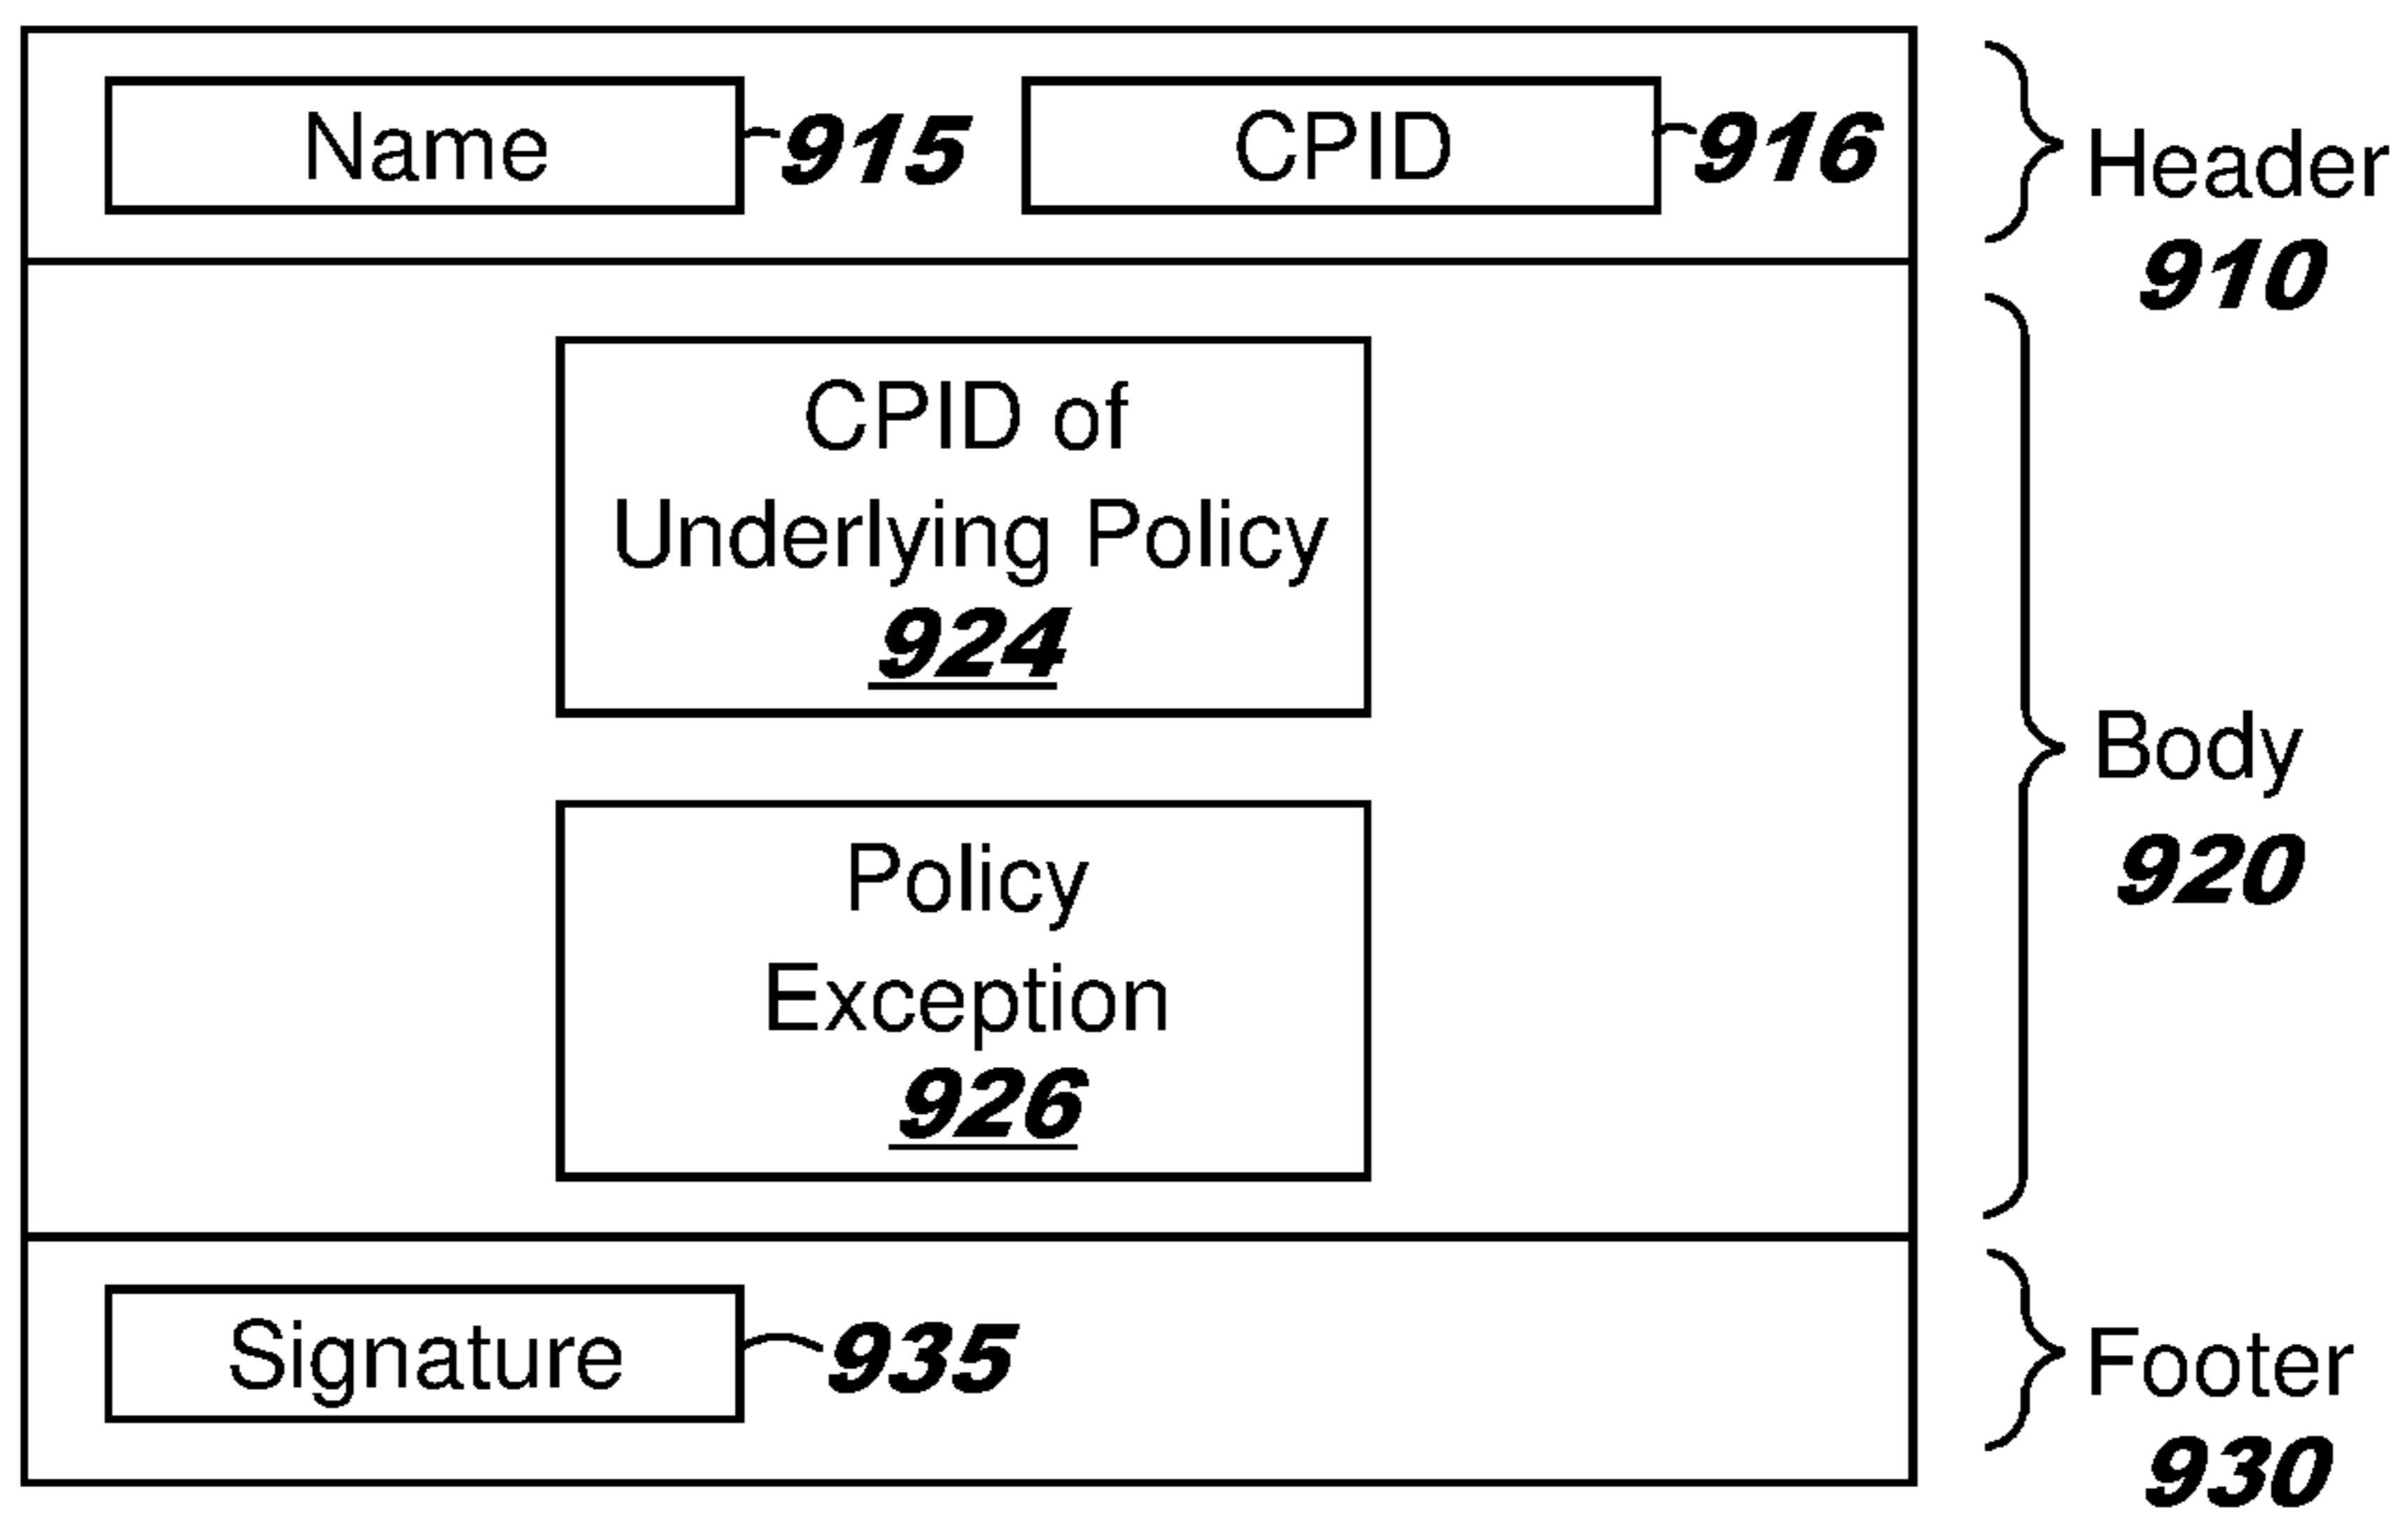 Name 915 CPID 916 Header
910
CPID of
Underlying Policy
924
Body
920
Policy
Exception
926
Signature 935 Footer
930